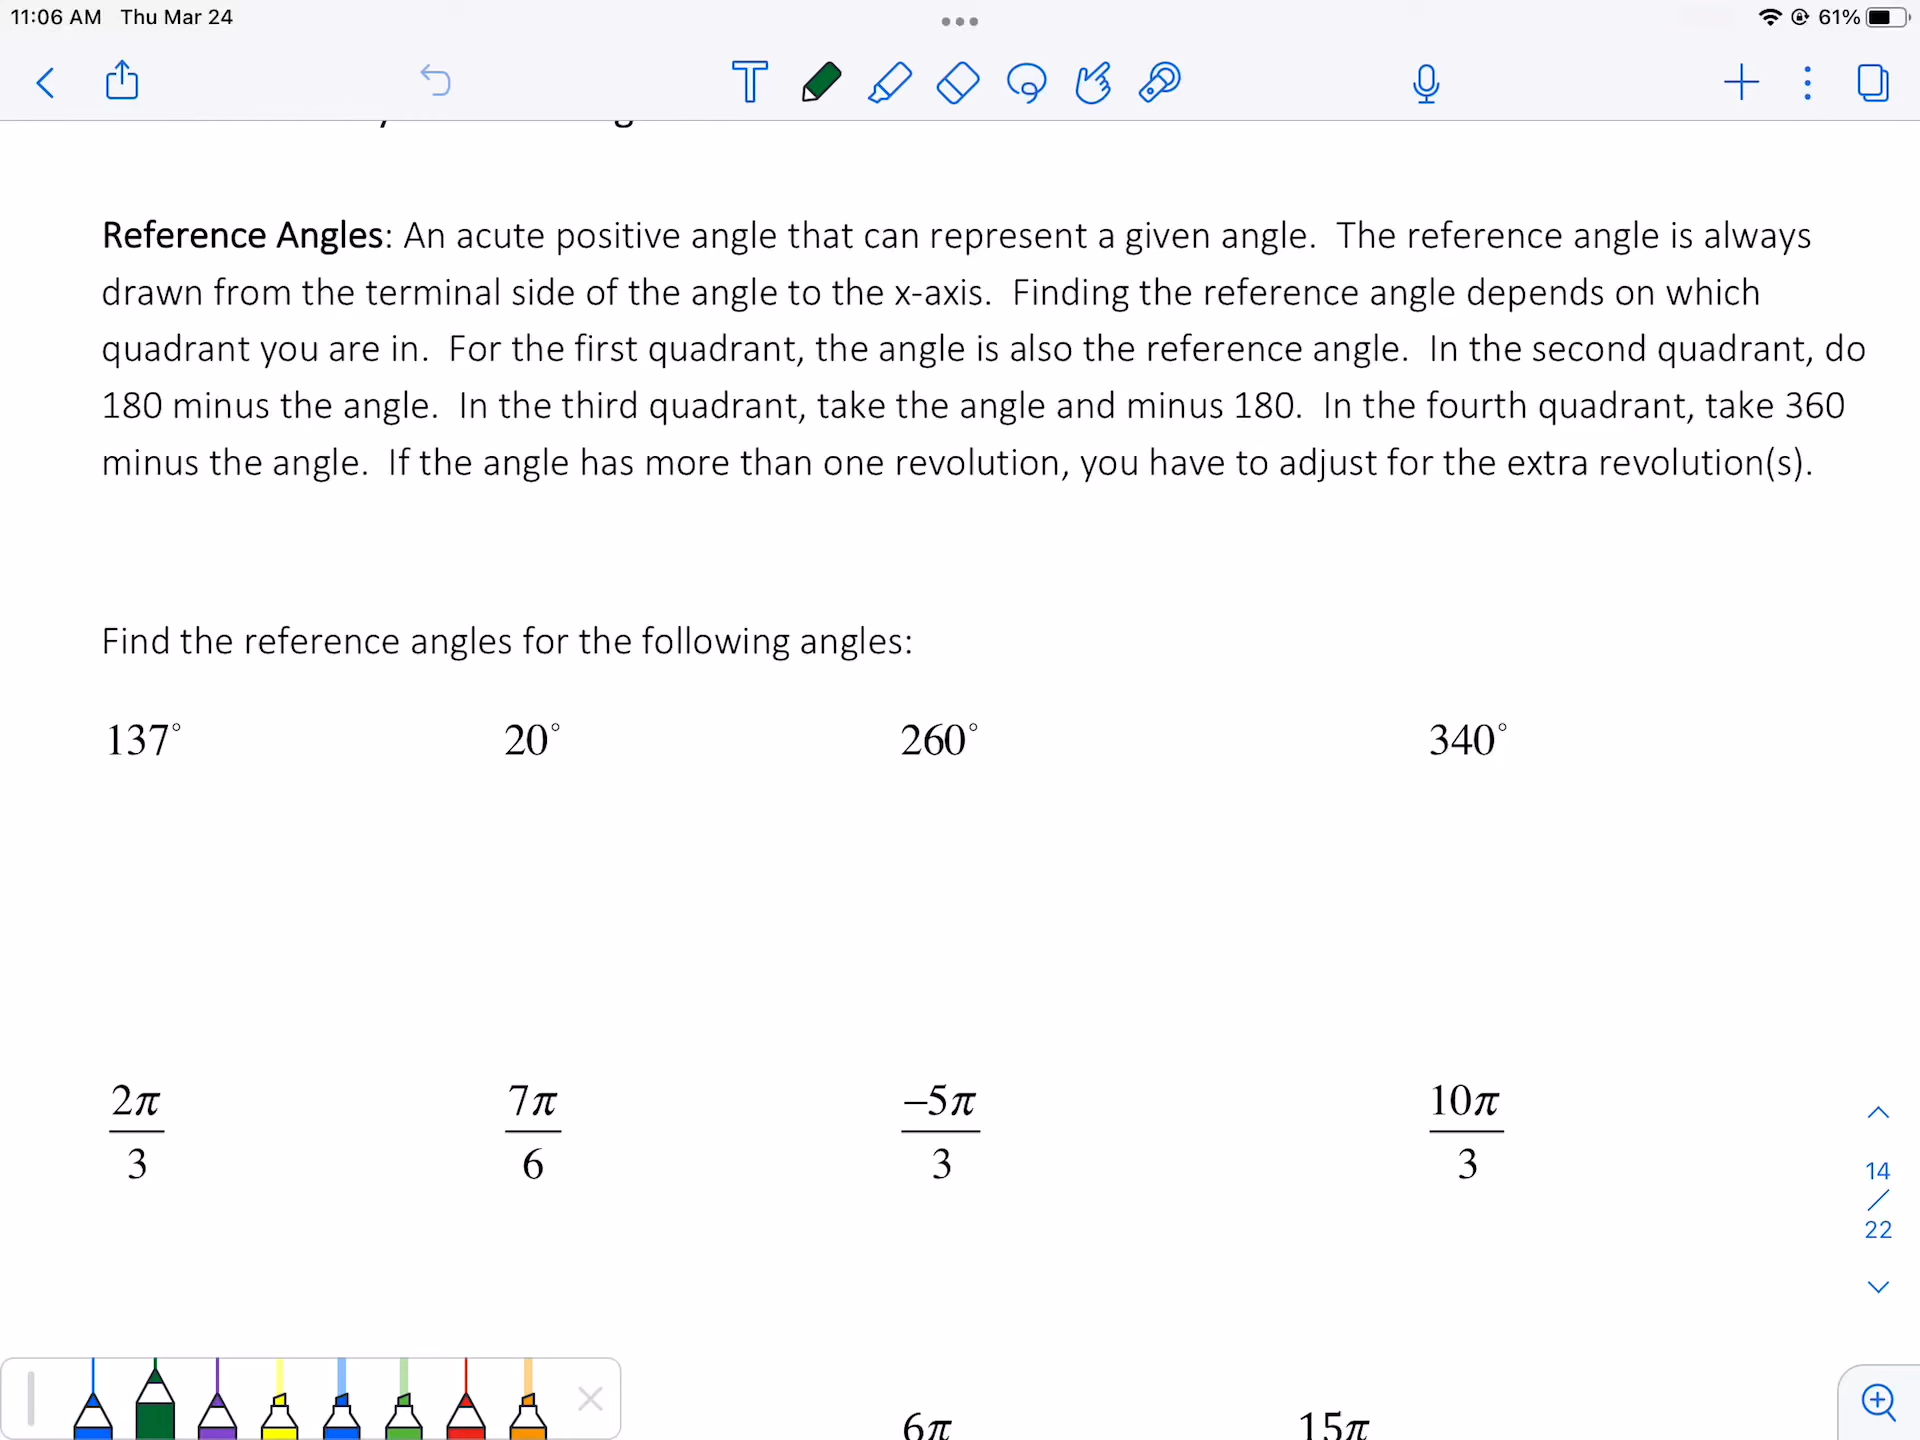 11:06 AM Thu Mar 24
61%
Reference Angles: An acute positive angle that can represent a given angle. The reference angle is always
drawn from the terminal side of the angle to the x-axis. Finding the reference angle depends on which
quadrant you are in. For the first quadrant, the angle is also the reference angle. In the second quadrant, do
180 minus the angle. In the third quadrant, take the angle and minus 180. In the fourth quadrant, take 360
minus the angle. If the angle has more than one revolution, you have to adjust for the extra revolution(s).
Find the reference angles for the following angles:
137° 20° 260° 340°
2π/3 7π/6 −5π/3 10π/3
14
/
22
6π 15π